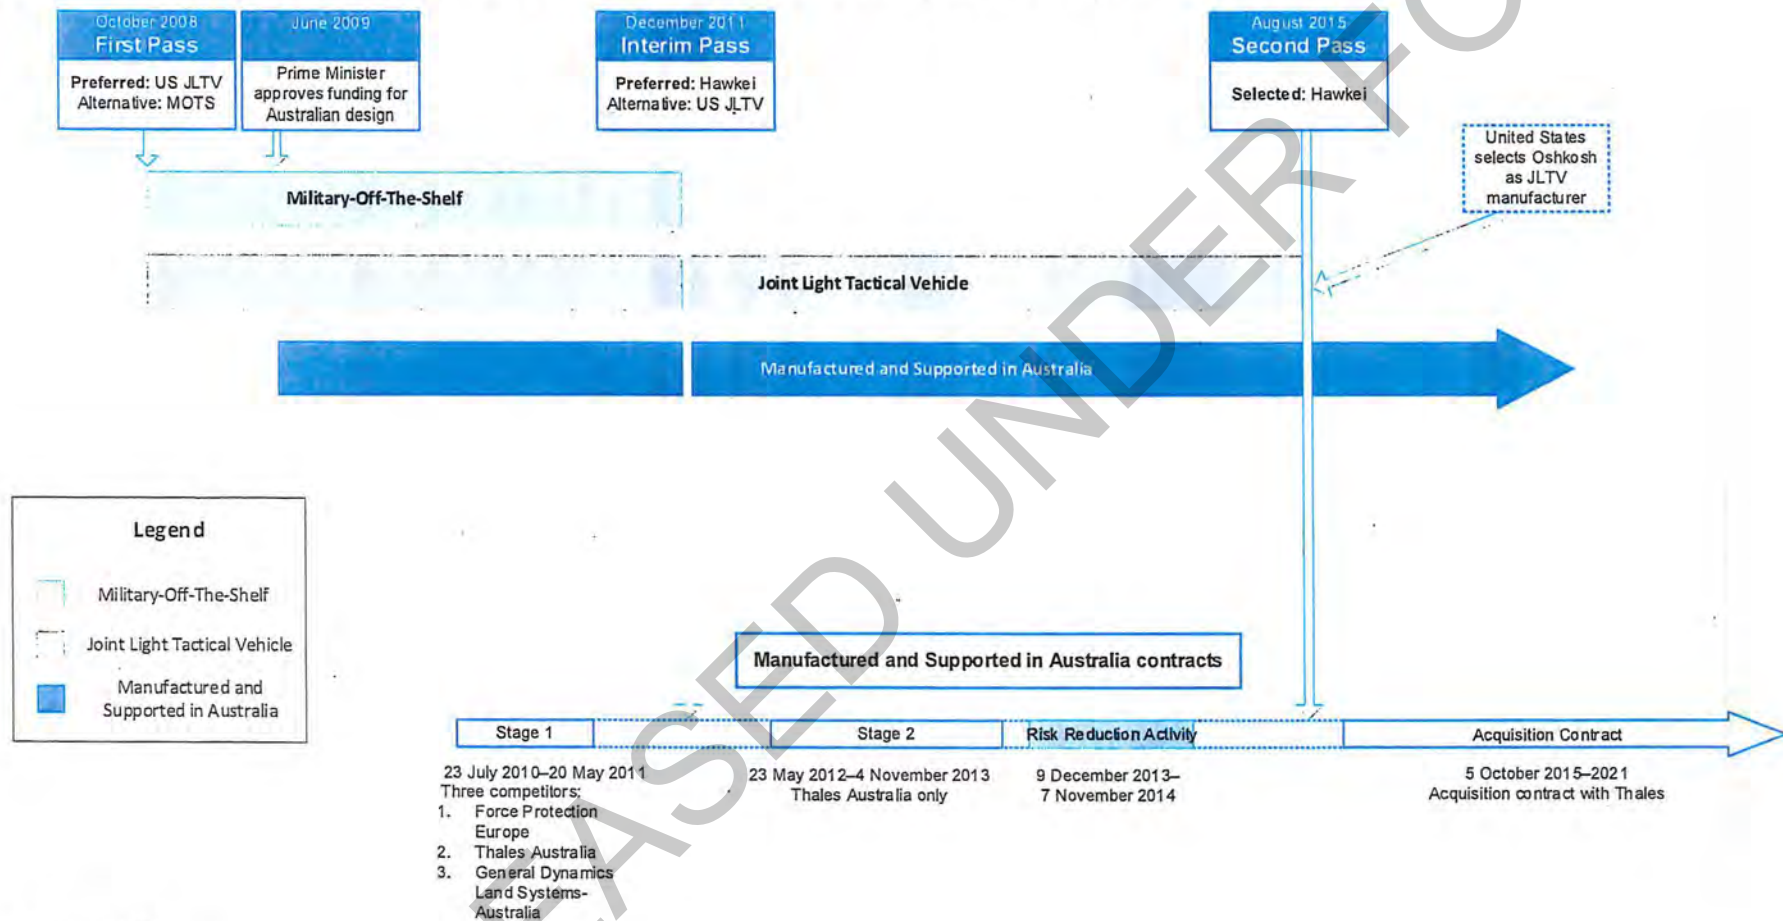 October 2008
First Pass
Preferred: US JLTV
Alternative: MOTS
June 2009
Prime Minister
approves funding for
Australian design
December 2011
Interim Pass
Preferred: Hawkei
Alternative: US JLTV
August 2015
Second Pass
Selected: Hawkei
United States
selects Oshkosh
as JLTV
manufacturer
Military-Off-The-Shelf
Joint Light Tactical Vehicle
Manufactured and Supported in Australia
Legend
Military-Off-The-Shelf
Joint Light Tactical Vehicle
Manufactured and
Supported in Australia
Manufactured and Supported in Australia contracts
Stage 1
Stage 2
Risk Reduction Activity
Acquisition Contract
23 July 2010–20 May 2011
Three competitors:
1. Force Protection
Europe
2. Thales Australia
3. General Dynamics
Land Systems-
Australia
23 May 2012–4 November 2013
Thales Australia only
9 December 2013–
7 November 2014
5 October 2015–2021
Acquisition contract with Thales
EASED UNDER FO